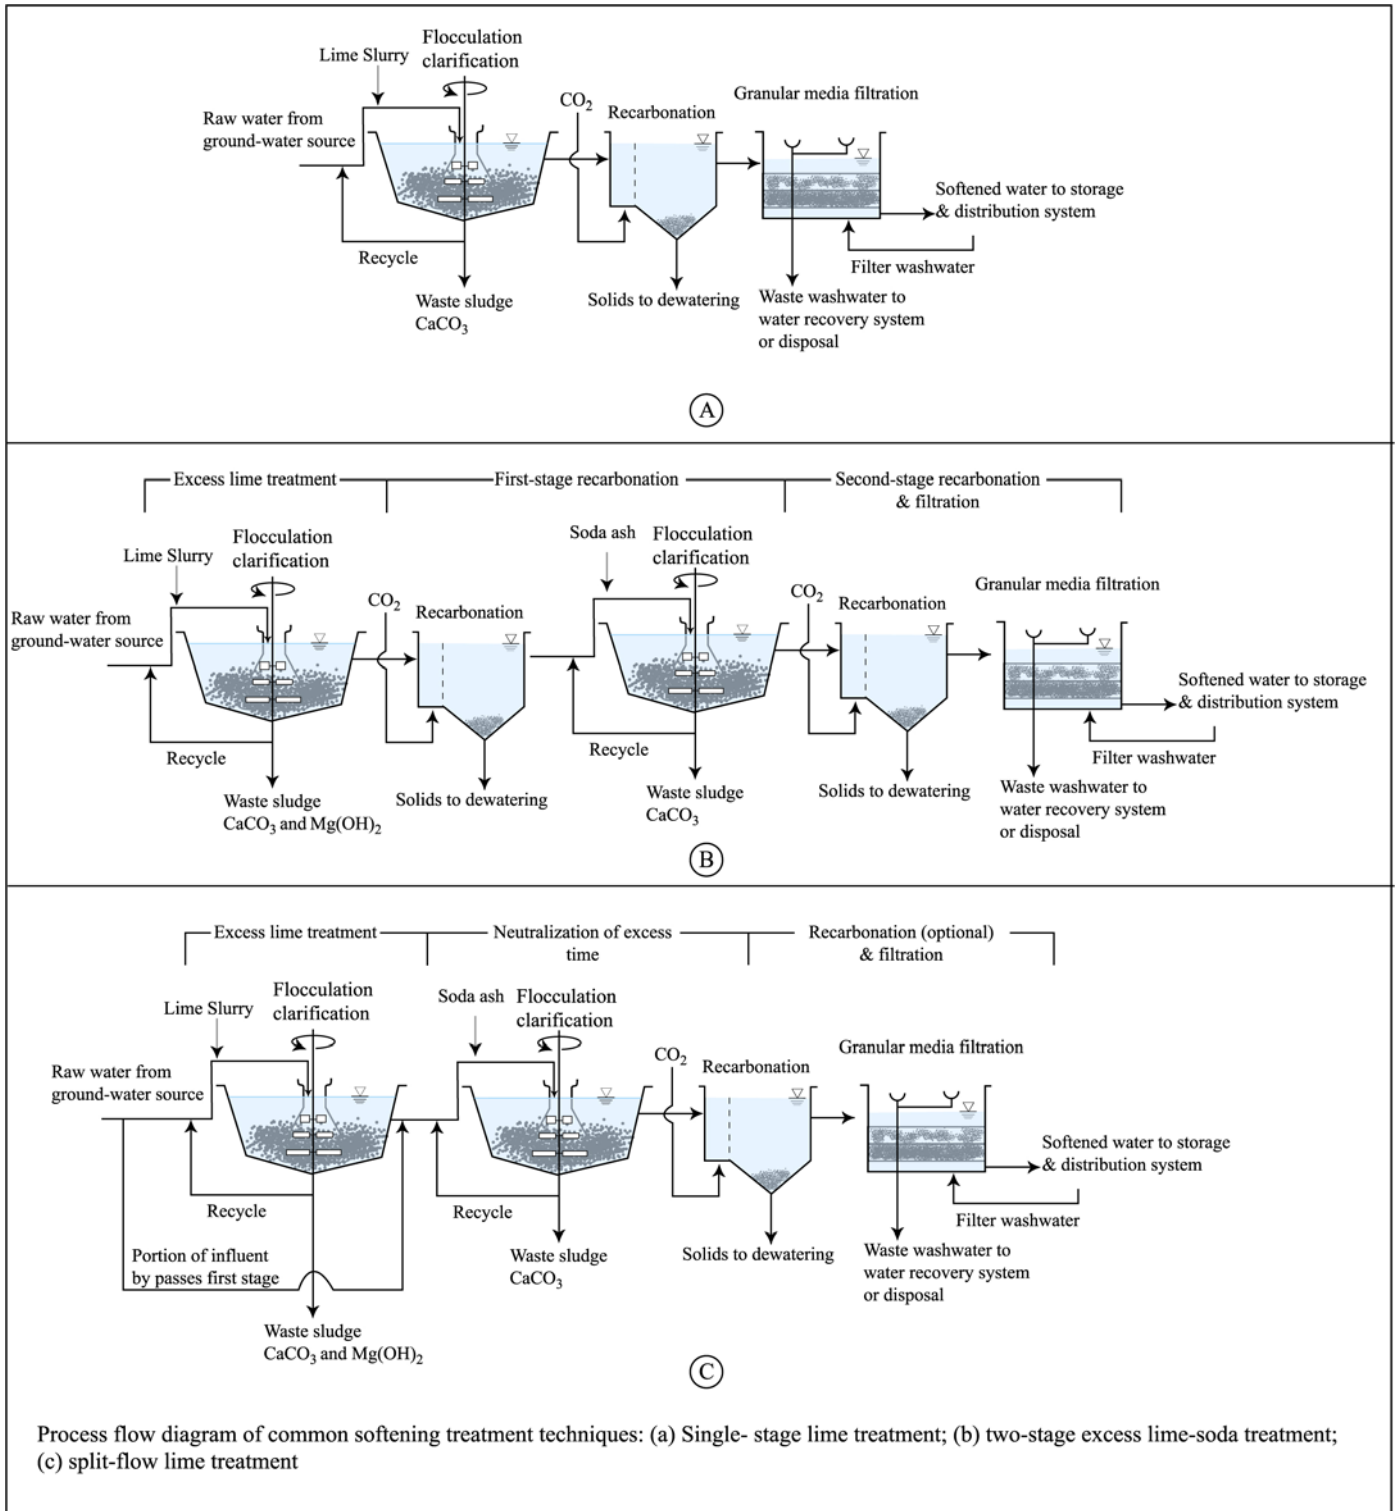 Flocculation
clarification
Lime Slurry
CO2
Recarbonation
Granular media filtration
Raw water from
ground-water source
Softened water to storage
& distribution system
Recycle
Filter washwater
Waste sludge
CaCO3
Solids to dewatering
Waste washwater to
water recovery system
or disposal
A
Excess lime treatment
First-stage recarbonation
Second-stage recarbonation
& filtration
Lime Slurry
Flocculation
clarification
Soda ash
Flocculation
clarification
Raw water from
ground-water source
CO2
Recarbonation
CO2
Recarbonation
Granular media filtration
Softened water to storage
& distribution system
Recycle
Recycle
Filter washwater
Waste sludge
CaCO3 and Mg(OH)2
Solids to dewatering
Waste sludge
CaCO3
Solids to dewatering
Waste washwater to
water recovery system
or disposal
B
Excess lime treatment
Neutralization of excess
time
Recarbonation (optional)
& filtration
Lime Slurry
Flocculation
clarification
Soda ash
Flocculation
clarification
Raw water from
ground-water source
CO2
Recarbonation
Granular media filtration
Softened water to storage
& distribution system
Recycle
Recycle
Filter washwater
Portion of influent
by passes first stage
Waste sludge
CaCO3
Solids to dewatering
Waste washwater to
water recovery system
or disposal
Waste sludge
CaCO3 and Mg(OH)2
C
Process flow diagram of common softening treatment techniques: (a) Single- stage lime treatment; (b) two-stage excess lime-soda treatment;
(c) split-flow lime treatment